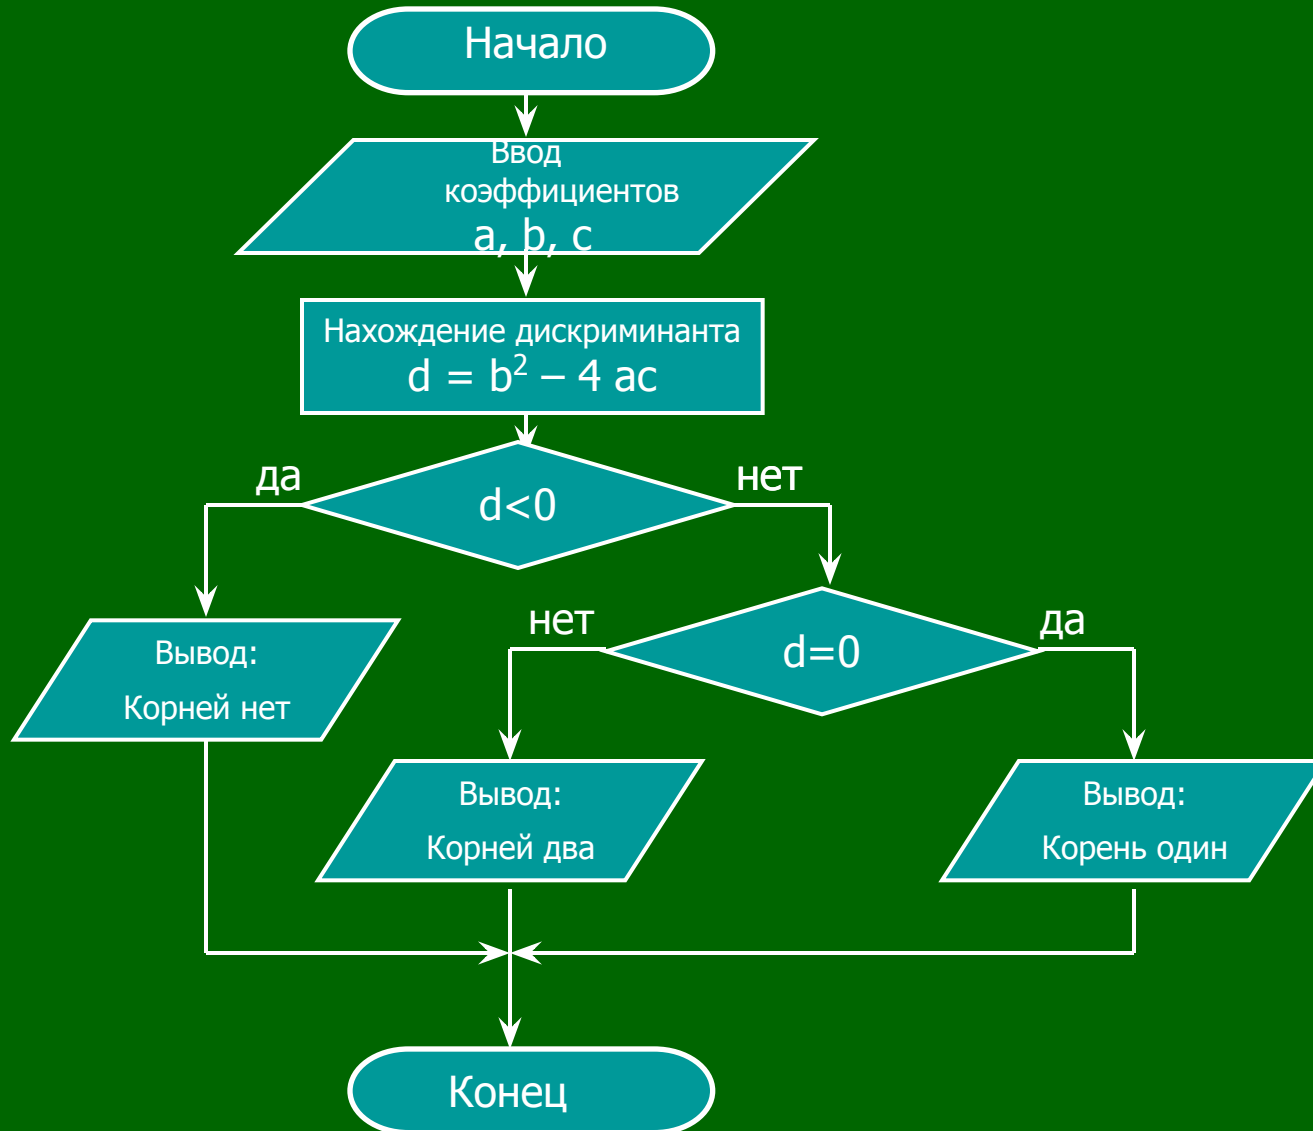 Начало
Ввод
коэффициентов
a, b, c
Нахождение дискриминанта
d = b² – 4 ac
да
нет
d<0
нет
да
d=0
Вывод:
Корней нет
Вывод:
Корней два
Вывод:
Корень один
Конец